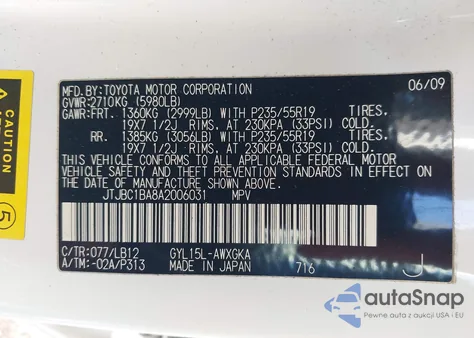 MFD.BY:TOYOTA MOTOR CORPORATION 06/09
GVWR:2710KG (5980LB)
GAWR:FRT. 1360KG (2999LB) WITH P235/55R19 TIRES.
19X7 1/2J RIMS. AT 230KPA (33PSI) COLD.
RR. 1385KG (3056LB) WITH P235/55R19 TIRES.
19X7 1/2J RIMS. AT 230KPA (33PSI) COLD.
THIS VEHICLE CONFORMS TO ALL APPLICABLE FEDERAL MOTOR
VEHICLE SAFETY AND THEFT PREVENTION STANDARDS IN EFFECT ON
THE DATE OF MANUFACTURE SHOWN ABOVE.
JTJBC1BA8A2006031 MPV
C/TR:077/LB12 GYL15L-AWXGKA
A/TM:-02A/P313 MADE IN JAPAN 716 J
CAUTION
5
autoSnap
Pewne auta z aukcji USA i EU